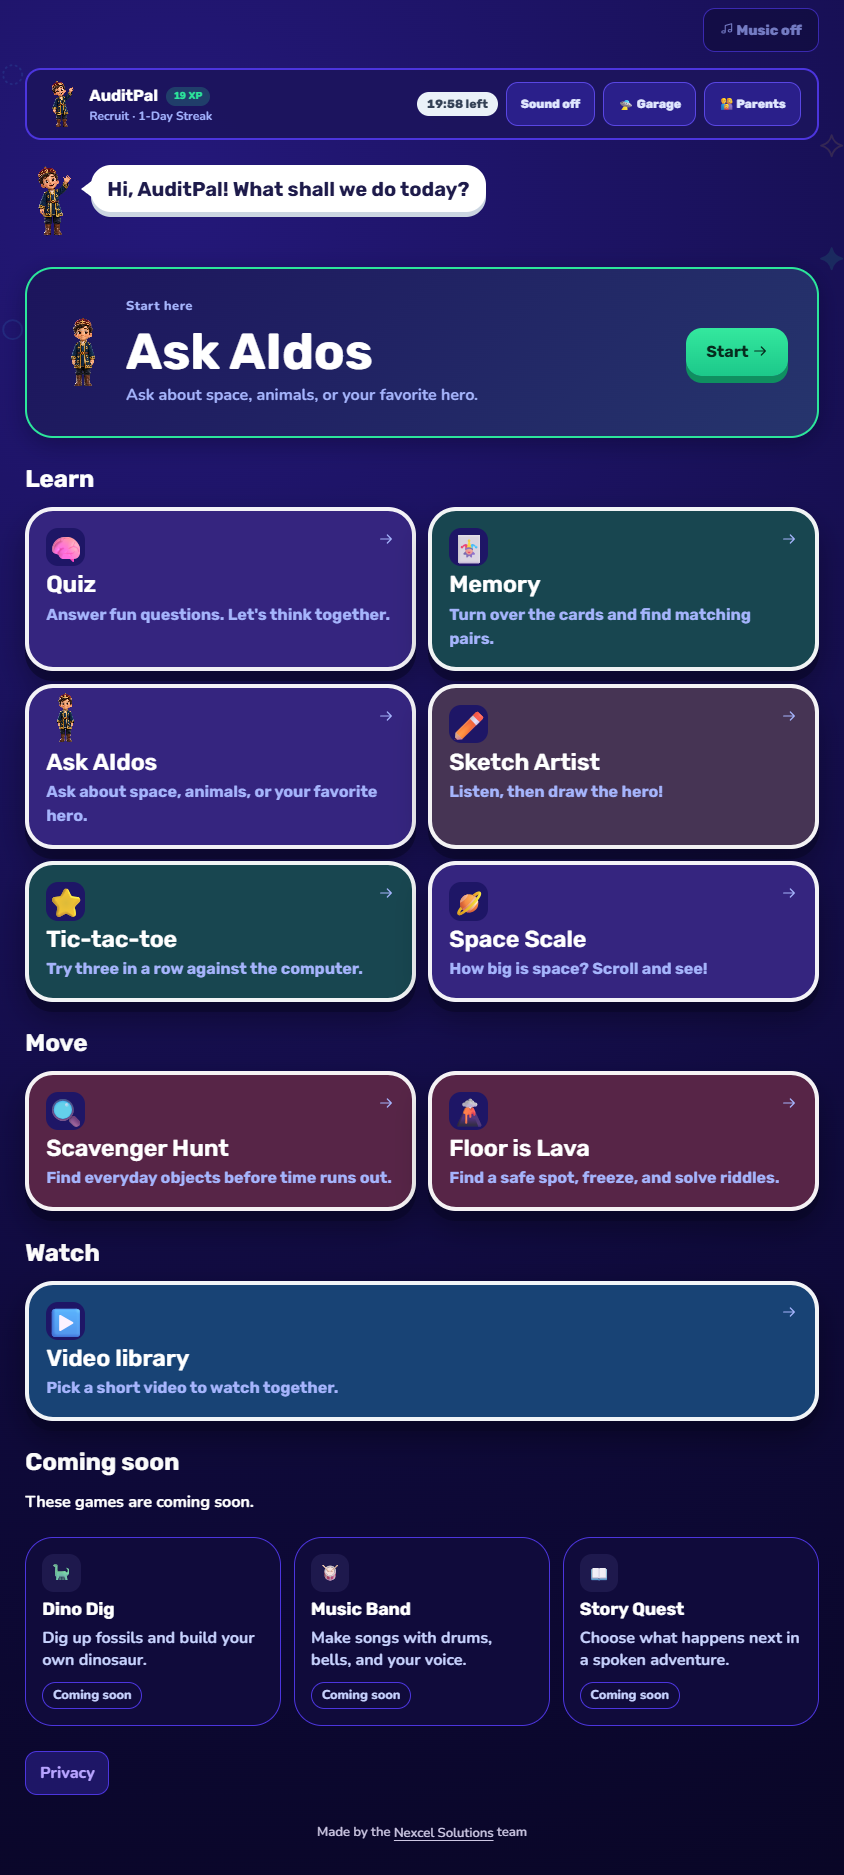 Music off
AuditPal 19 XP
Recruit · 1-Day Streak
19:58 left
Sound off
Garage
Parents
Hi, AuditPal! What shall we do today?
Start here
Ask Aldos
Ask about space, animals, or your favorite hero.
Start →
Learn
Quiz
→
Answer fun questions. Let's think together.
Memory
→
Turn over the cards and find matching
pairs.
Ask Aldos
→
Ask about space, animals, or your favorite
hero.
Sketch Artist
→
Listen, then draw the hero!
Tic-tac-toe
→
Try three in a row against the computer.
Space Scale
→
How big is space? Scroll and see!
Move
Scavenger Hunt
→
Find everyday objects before time runs out.
Floor is Lava
→
Find a safe spot, freeze, and solve riddles.
Watch
Video library
→
Pick a short video to watch together.
Coming soon
These games are coming soon.
Dino Dig
Dig up fossils and build your
own dinosaur.
Coming soon
Music Band
Make songs with drums,
bells, and your voice.
Coming soon
Story Quest
Choose what happens next in
a spoken adventure.
Coming soon
Privacy
Made by the Nexcel Solutions team